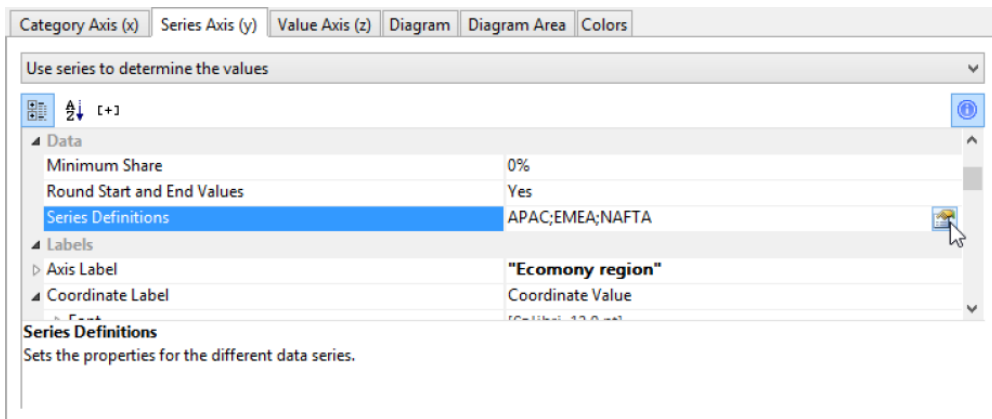 Category Axis (x) Series Axis (y) Value Axis (z) Diagram Diagram Area Colors
Use series to determine the values
A Z [+]
Data
Minimum Share 0%
Round Start and End Values Yes
Series Definitions APAC;EMEA;NAFTA
Labels
Axis Label "Ecomony region"
Coordinate Label Coordinate Value
Series Definitions
Sets the properties for the different data series.